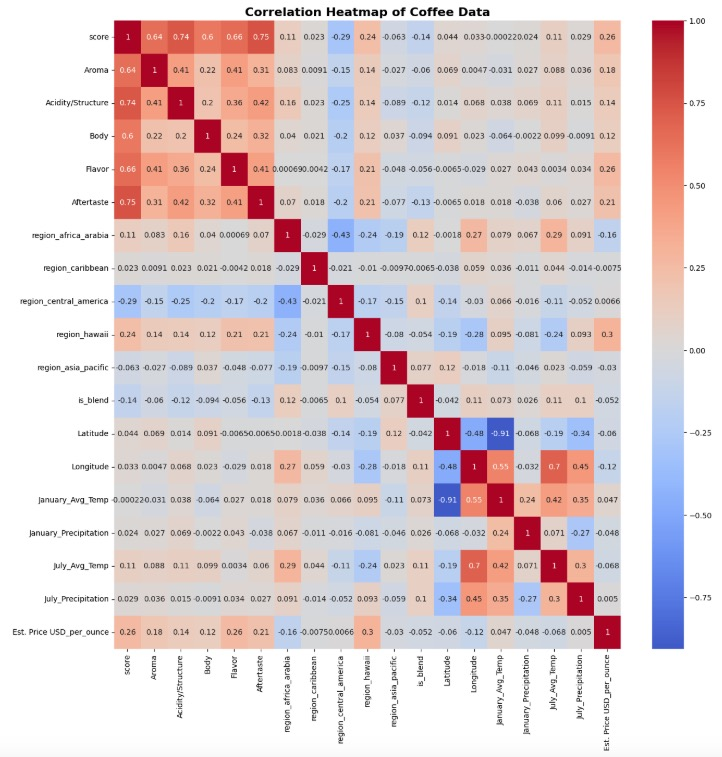 Correlation Heatmap of Coffee Data
score 1 0.64 0.74 0.6 0.66 0.75 0.11 0.023 -0.29 0.24 -0.063 -0.14 0.044 0.033 -0.00022 0.024 0.11 0.029 0.26
Aroma 0.64 1 0.41 0.22 0.41 0.31 0.083 0.0091 -0.15 0.14 -0.027 -0.06 0.069 0.0047 -0.031 0.027 0.088 0.036 0.18
Acidity/Structure 0.74 0.41 1 0.2 0.36 0.42 0.16 0.023 -0.25 0.14 -0.089 -0.12 0.014 0.068 0.038 0.069 0.11 0.015 0.14
Body 0.6 0.22 0.2 1 0.24 0.32 0.04 0.021 -0.2 0.12 0.037 -0.094 0.091 0.023 -0.064 -0.0022 0.099 -0.0091 0.12
Flavor 0.66 0.41 0.36 0.24 1 0.41 0.00069 -0.0042 -0.17 0.21 -0.048 -0.056 -0.0065 -0.029 0.027 0.043 0.0034 0.034 0.26
Aftertaste 0.75 0.31 0.42 0.32 0.41 1 0.07 0.018 -0.2 0.21 -0.077 -0.13 -0.0065 0.018 0.018 -0.038 0.06 0.027 0.21
region_africa_arabia 0.11 0.083 0.16 0.04 0.00069 0.07 1 -0.029 -0.43 -0.24 -0.19 0.12 -0.0018 0.27 0.079 0.067 0.29 0.091 -0.16
region_caribbean 0.023 0.0091 0.023 0.021 -0.0042 0.018 -0.029 1 -0.021 -0.01 -0.0097 -0.0065 -0.038 0.059 0.036 -0.011 0.044 -0.014 -0.0075
region_central_america -0.29 -0.15 -0.25 -0.2 -0.17 -0.2 -0.43 -0.021 1 -0.17 -0.15 0.1 -0.14 -0.03 0.066 -0.016 -0.11 -0.052 0.0066
region_hawaii 0.24 0.14 0.14 0.12 0.21 0.21 -0.24 -0.01 -0.17 1 -0.08 -0.054 -0.19 -0.28 0.095 -0.081 -0.24 0.093 0.3
region_asia_pacific -0.063 -0.027 -0.089 0.037 -0.048 -0.077 -0.19 -0.0097 -0.15 -0.08 1 0.077 0.12 -0.018 -0.11 -0.046 0.023 -0.059 -0.03
is_blend -0.14 -0.06 -0.12 -0.094 -0.056 -0.13 0.12 -0.0065 0.1 -0.054 0.077 1 -0.042 0.11 0.073 0.026 0.11 0.1 -0.052
Latitude 0.044 0.069 0.014 0.091 -0.0065 -0.0065 -0.0018 -0.038 -0.14 -0.19 0.12 -0.042 1 -0.48 -0.91 -0.068 -0.19 -0.34 -0.06
Longitude 0.033 0.0047 0.068 0.023 -0.029 0.018 0.27 0.059 -0.03 -0.28 -0.018 0.11 -0.48 1 0.55 -0.032 0.7 0.45 -0.12
January_Avg_Temp -0.00022 -0.031 0.038 -0.064 0.027 0.018 0.079 0.036 0.066 0.095 -0.11 0.073 -0.91 0.55 1 0.24 0.42 0.35 0.047
January_Precipitation 0.024 0.027 0.069 -0.0022 0.043 -0.038 0.067 -0.011 -0.016 -0.081 -0.046 0.026 -0.068 -0.032 0.24 1 0.071 -0.27 -0.048
July_Avg_Temp 0.11 0.088 0.11 0.099 0.0034 0.06 0.29 0.044 -0.11 -0.24 0.023 0.11 -0.19 0.7 0.42 0.071 1 0.3 -0.068
July_Precipitation 0.029 0.036 0.015 -0.0091 0.034 0.027 0.091 -0.014 -0.052 0.093 -0.059 0.1 -0.34 0.45 0.35 -0.27 0.3 1 0.005
Est. Price USD_per_ounce 0.26 0.18 0.14 0.12 0.26 0.21 -0.16 -0.0075 0.0066 0.3 -0.03 -0.052 -0.06 -0.12 0.047 -0.048 -0.068 0.005 1
score
Aroma
Acidity/Structure
Body
Flavor
Aftertaste
region_africa_arabia
region_caribbean
region_central_america
region_hawaii
region_asia_pacific
is_blend
Latitude
Longitude
January_Avg_Temp
January_Precipitation
July_Avg_Temp
July_Precipitation
Est. Price USD_per_ounce
1.00
0.75
0.50
0.25
0.00
−0.25
−0.50
−0.75